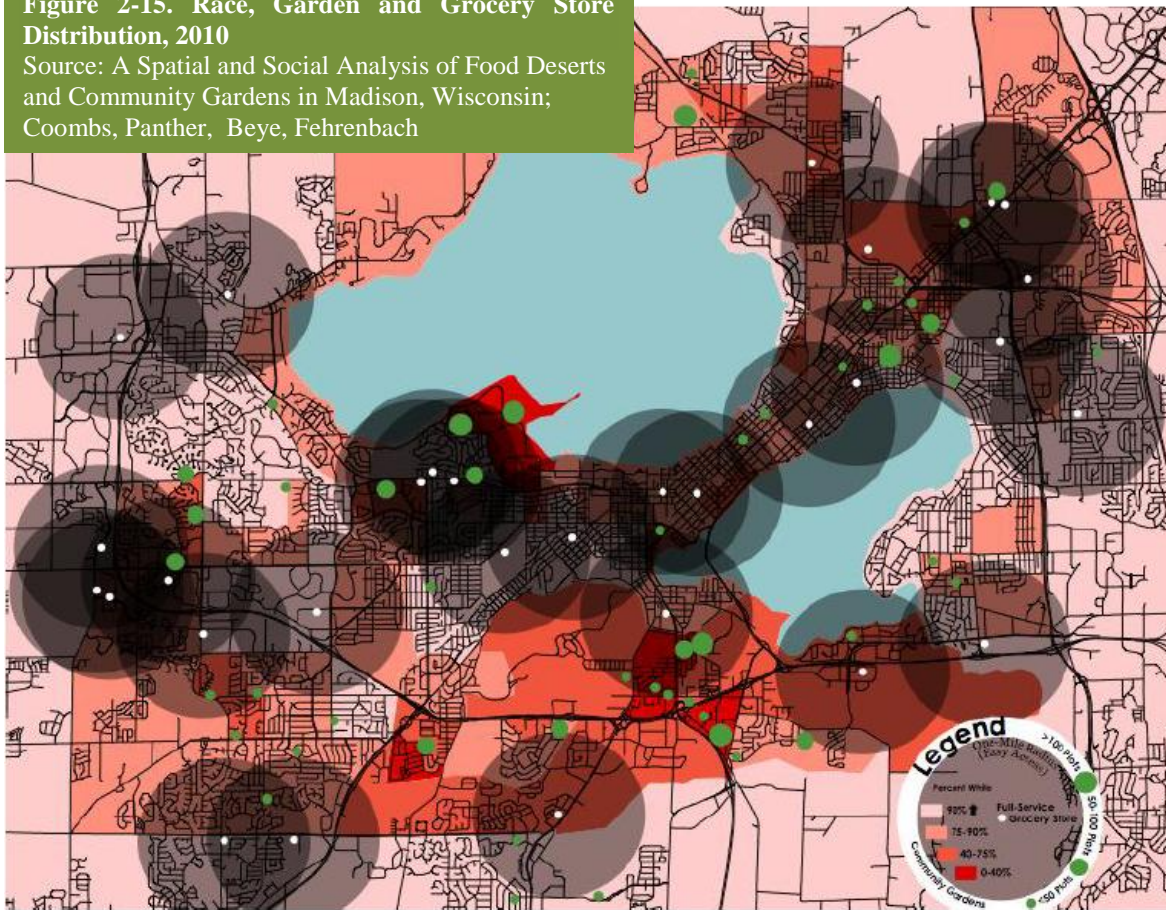 Figure 2-15. Race, Garden and Grocery Store
Distribution, 2010
Source: A Spatial and Social Analysis of Food Deserts
and Community Gardens in Madison, Wisconsin;
Coombs, Panther, Beye, Fehrenbach
Legend
One-Mile Radius
(Easy Access)
>100 Plots
50-100 Plots
<50 Plots
Community Gardens
Percent White
90%
75-90%
40-75%
0-40%
Full-Service
Grocery Store